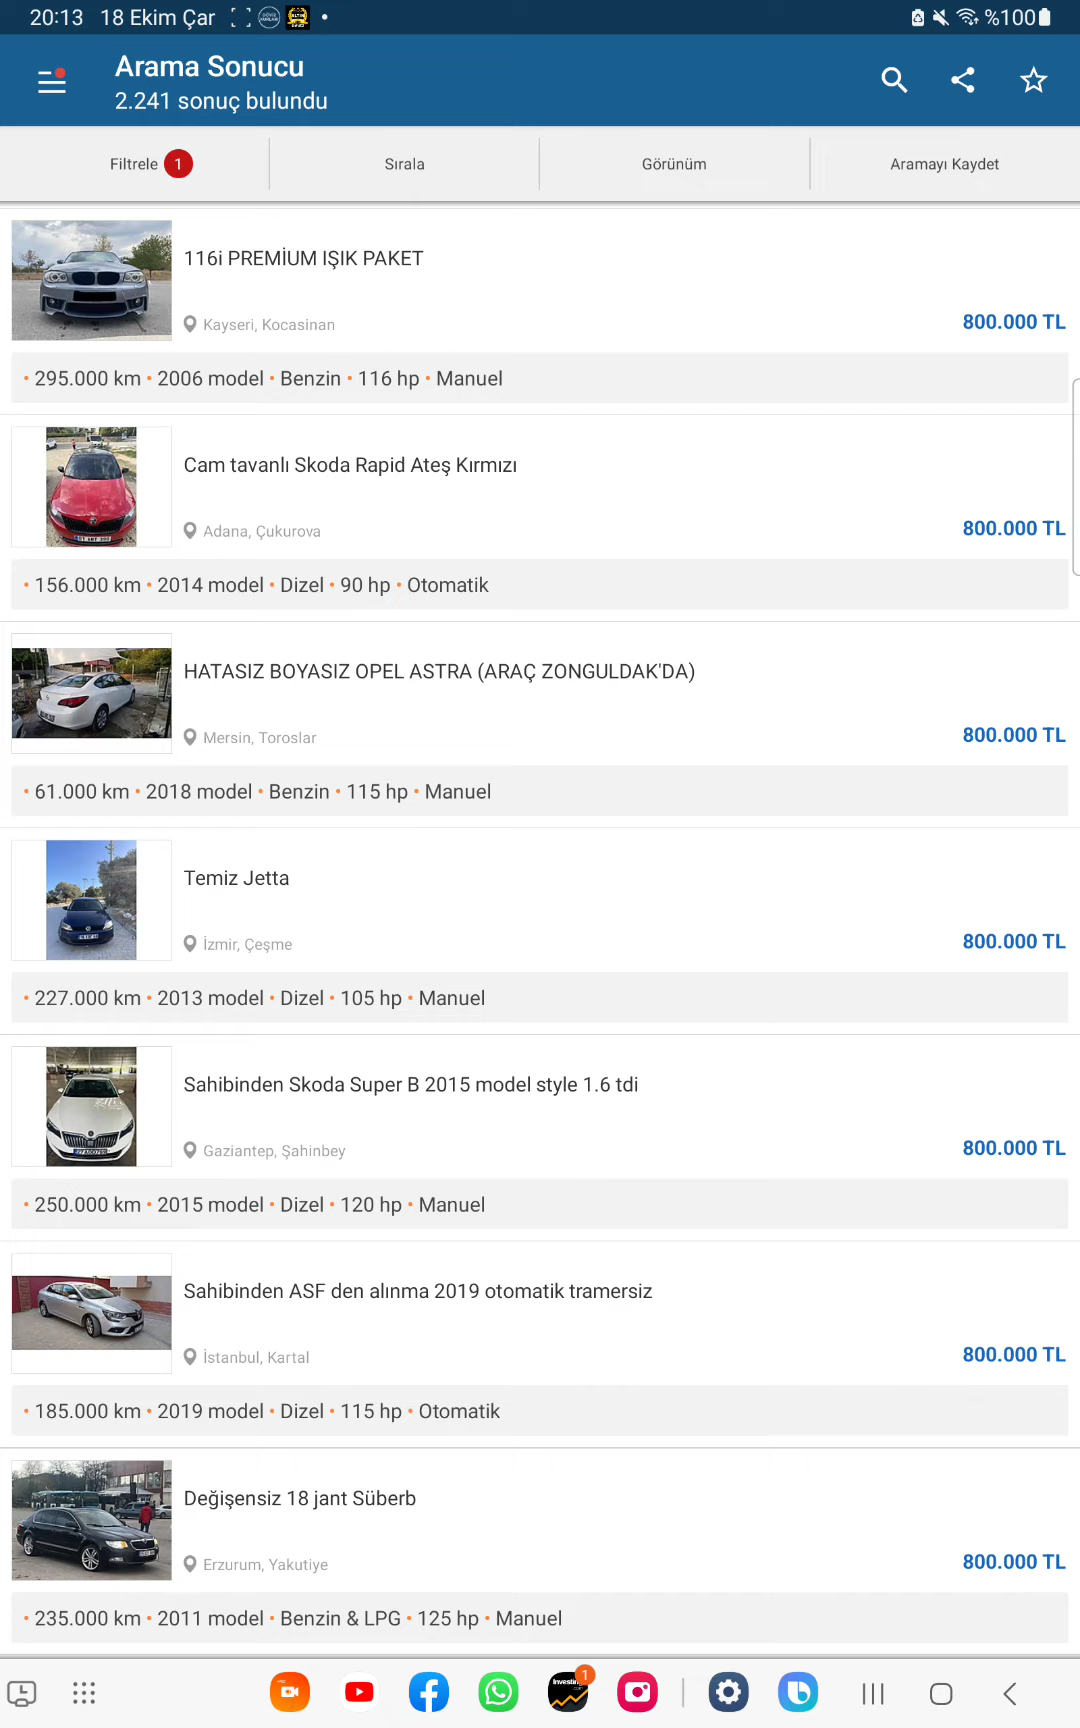 20:13 18 Ekim Çar %100
Arama Sonucu
2.241 sonuç bulundu
Filtrele 1 Sırala Görünüm Aramayı Kaydet
116i PREMİUM IŞIK PAKET
Kayseri, Kocasinan
800.000 TL
• 295.000 km • 2006 model • Benzin • 116 hp • Manuel
Cam tavanlı Skoda Rapid Ateş Kırmızı
Adana, Çukurova
800.000 TL
• 156.000 km • 2014 model • Dizel • 90 hp • Otomatik
HATASIZ BOYASIZ OPEL ASTRA (ARAÇ ZONGULDAK'DA)
Mersin, Toroslar
800.000 TL
• 61.000 km • 2018 model • Benzin • 115 hp • Manuel
Temiz Jetta
İzmir, Çeşme
800.000 TL
• 227.000 km • 2013 model • Dizel • 105 hp • Manuel
Sahibinden Skoda Super B 2015 model style 1.6 tdi
Gaziantep, Şahinbey
800.000 TL
• 250.000 km • 2015 model • Dizel • 120 hp • Manuel
Sahibinden ASF den alınma 2019 otomatik tramersiz
İstanbul, Kartal
800.000 TL
• 185.000 km • 2019 model • Dizel • 115 hp • Otomatik
Değişensiz 18 jant Süberb
Erzurum, Yakutiye
800.000 TL
• 235.000 km • 2011 model • Benzin & LPG • 125 hp • Manuel
1